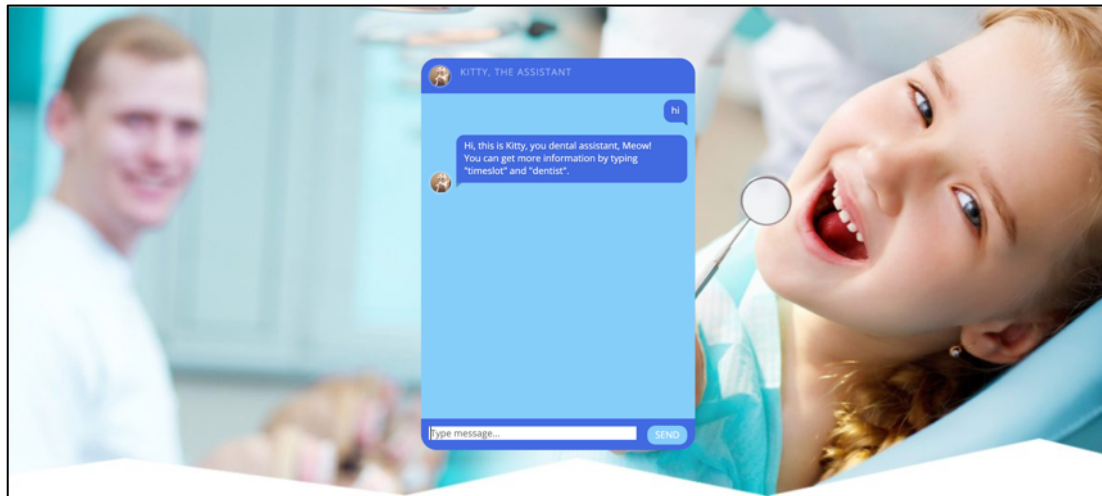 KITTY, THE ASSISTANT
hi
Hi, this is Kitty, you dental assistant, Meow!
You can get more information by typing
"timeslot" and "dentist".
Type message...
SEND